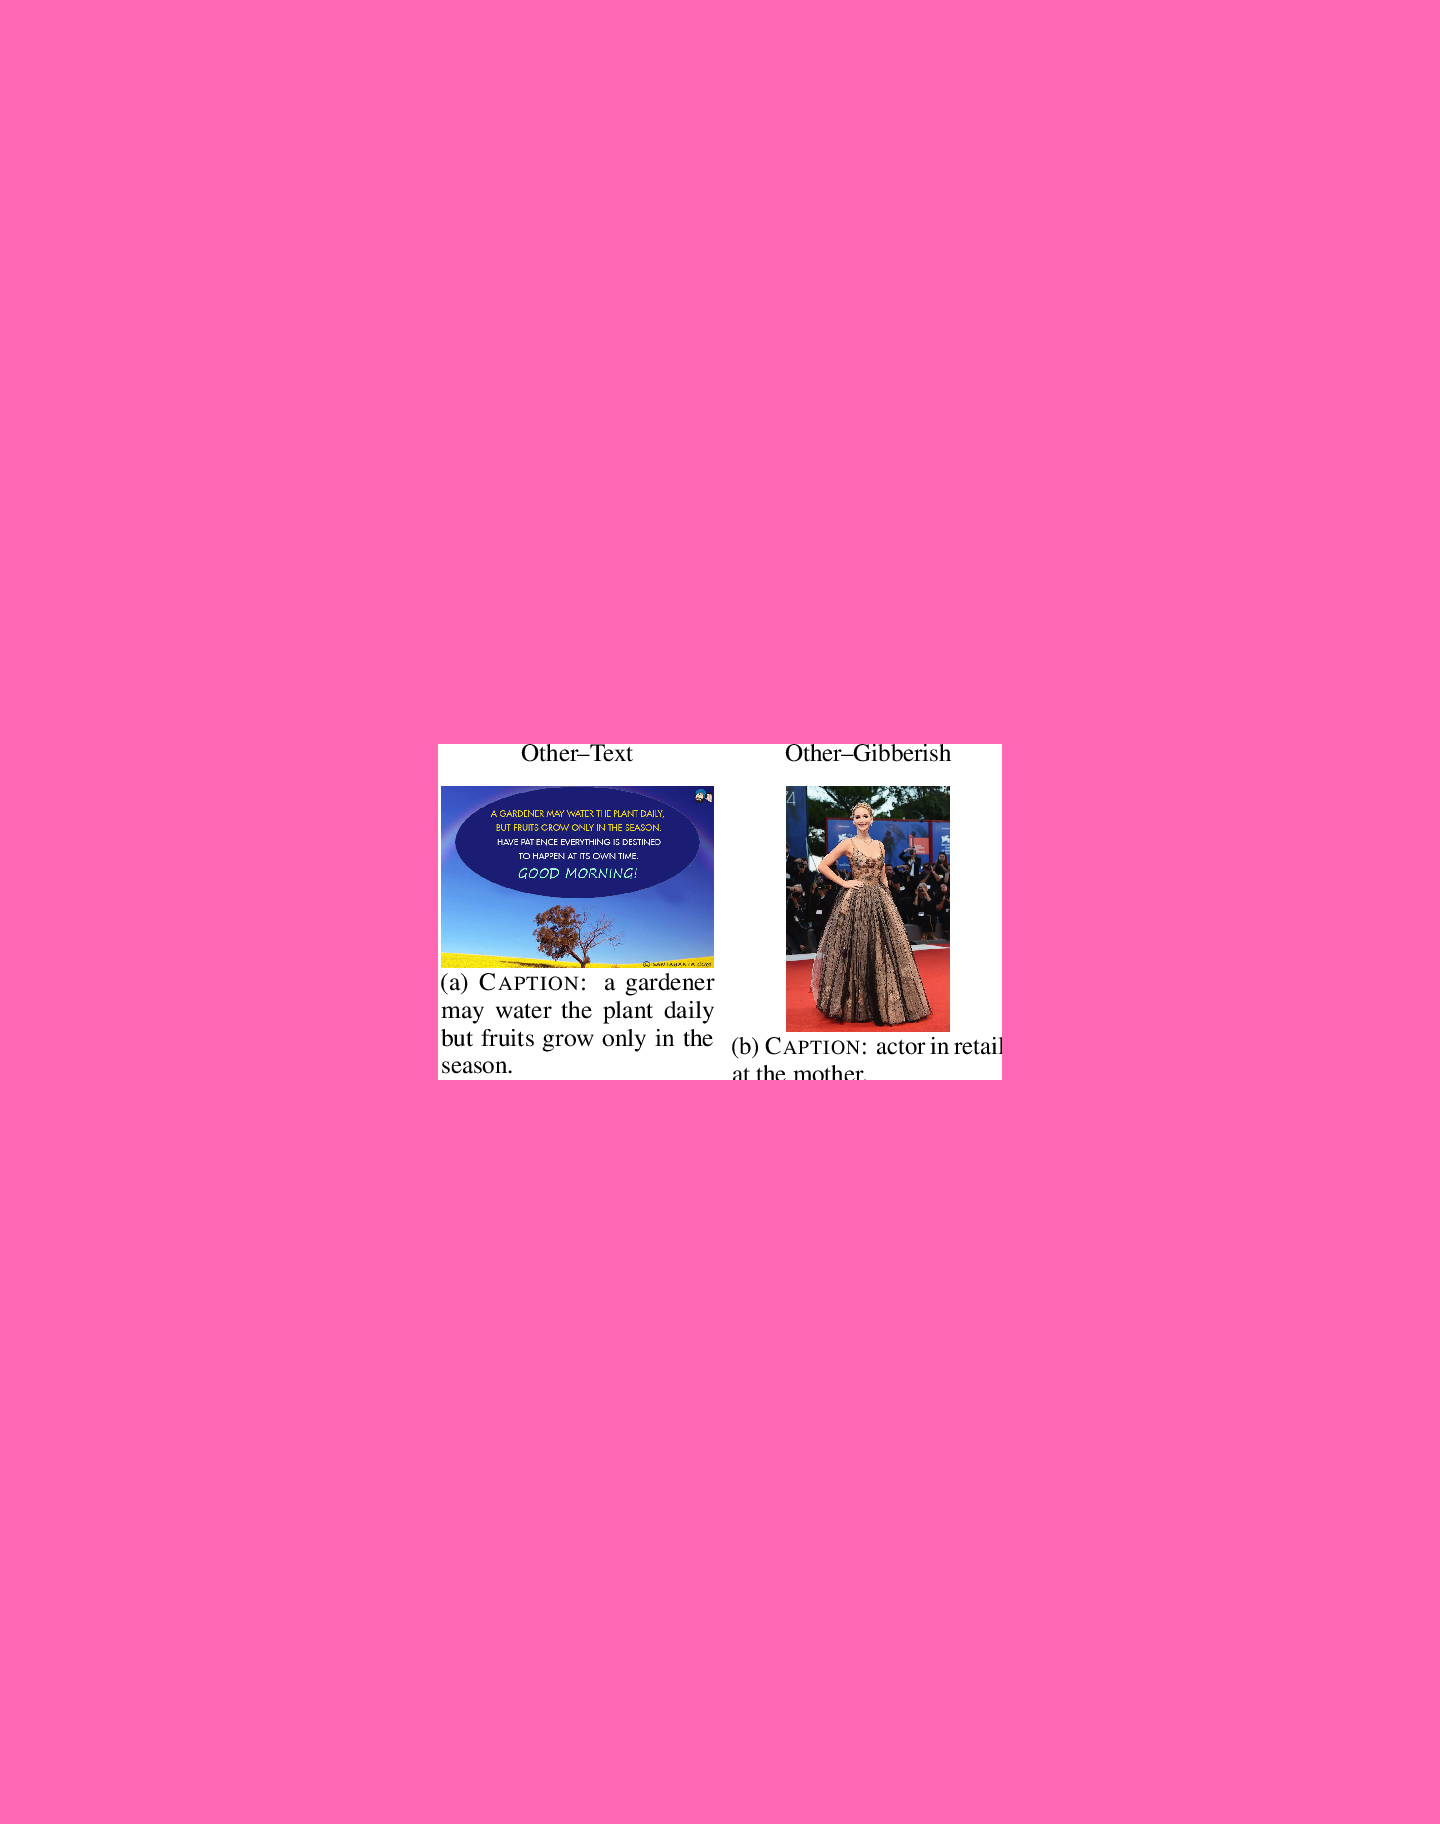 Other–Text
A GARDENER MAY WATER THE PLANT DAILY,
BUT FRUITS GROW ONLY IN THE SEASON.
HAVE PATIENCE EVERYTHING IS DESTINED
TO HAPPEN AT ITS OWN TIME.
GOOD MORNING!
© SANTABANTA.com
(a) CAPTION: a gardener
may water the plant daily
but fruits grow only in the
season.
Other–Gibberish
(b) CAPTION: actor in retail
at the mother.